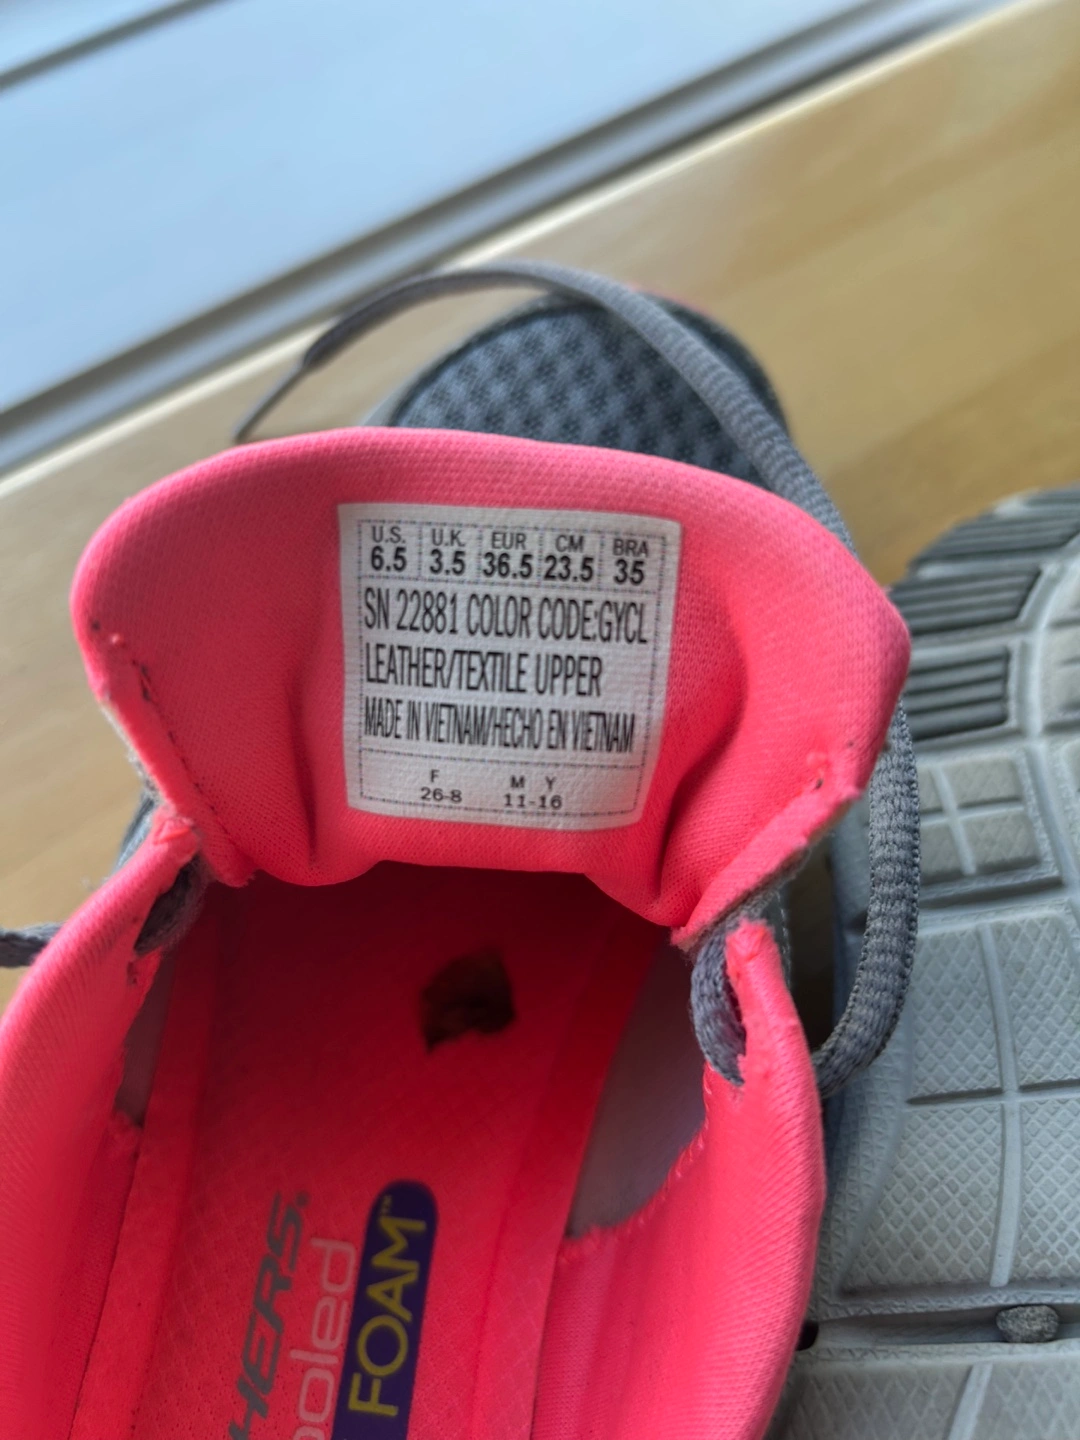 U.S. U.K. EUR CM BRA
6.5 3.5 36.5 23.5 35
SN 22881 COLOR CODE:GYCL
LEATHER/TEXTILE UPPER
MADE IN VIETNAM/HECHO EN VIETNAM
F M Y
26-8 11-16
FOAM™